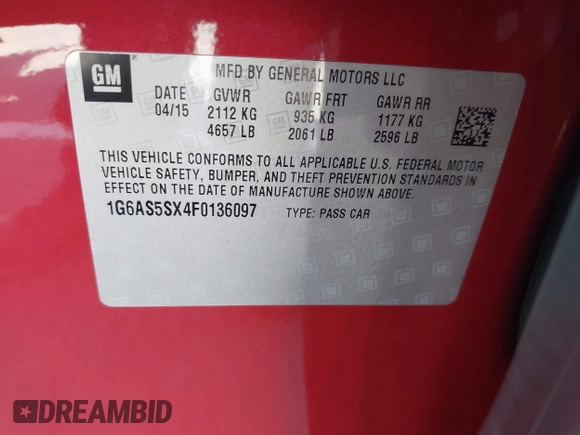 GM
MFD BY GENERAL MOTORS LLC
DATE GVWR GAWR FRT GAWR RR
04/15 2112 KG 935 KG 1177 KG
4657 LB 2061 LB 2596 LB
THIS VEHICLE CONFORMS TO ALL APPLICABLE U.S. FEDERAL MOTOR
VEHICLE SAFETY, BUMPER, AND THEFT PREVENTION STANDARDS IN
EFFECT ON THE DATE OF MANUFACTURE SHOWN ABOVE.
1G6AS5SX4F0136097 TYPE: PASS CAR
DREAMBID